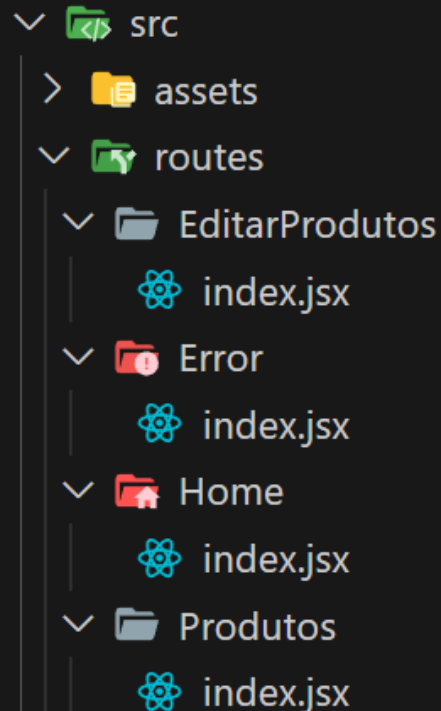 src
assets
routes
EditarProdutos
index.jsx
Error
index.jsx
Home
index.jsx
Produtos
index.jsx